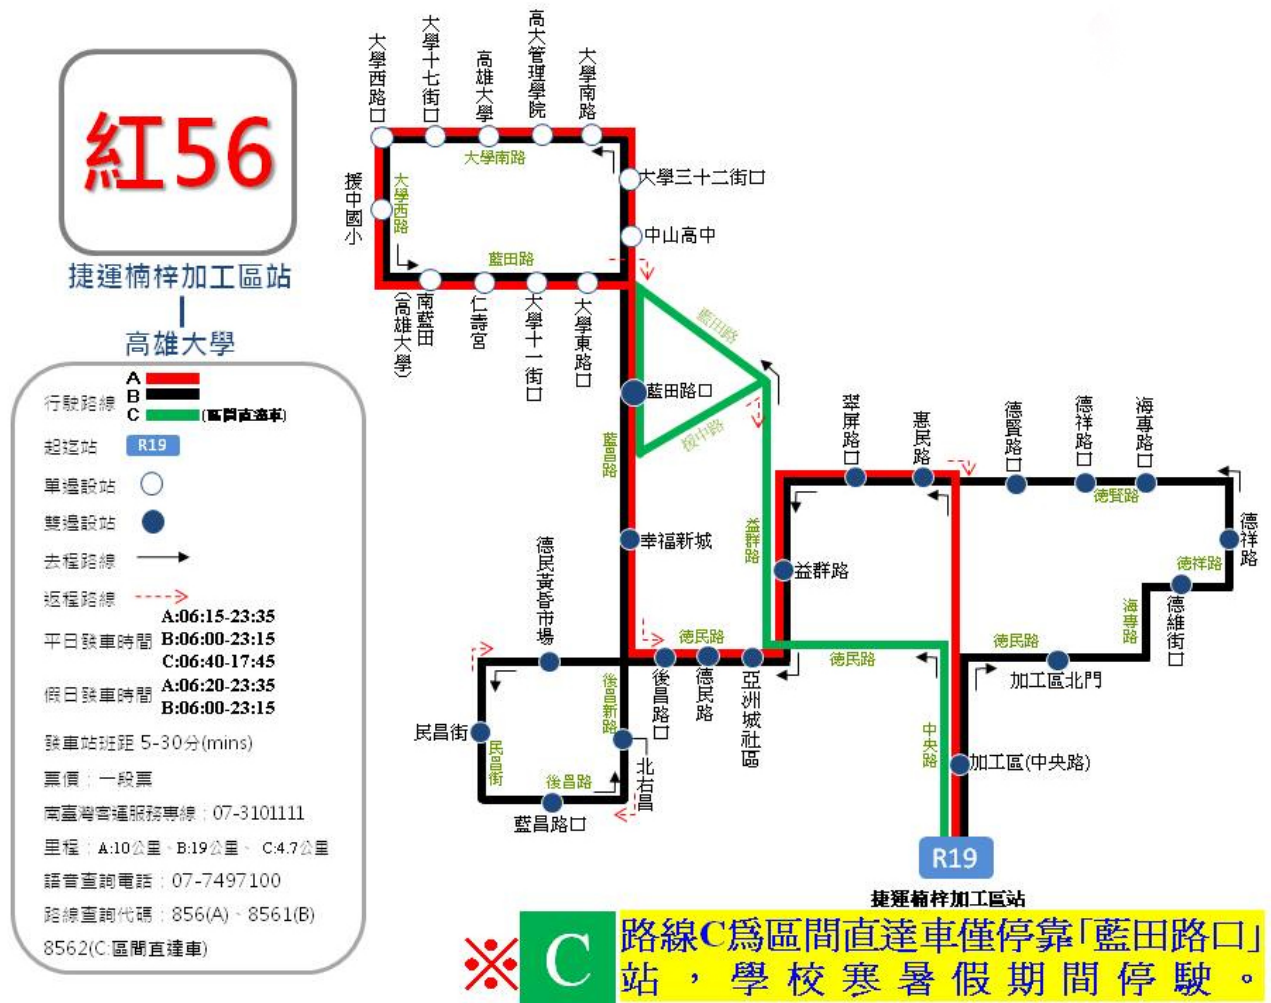 紅56
捷運楠梓加工區站
高雄大學
行駛路線
A
B
C (區間直達車)
起迄站 R19
單邊設站
雙邊設站
去程路線
返程路線
平日發車時間
A:06:15-23:35
B:06:00-23:15
C:06:40-17:45
假日發車時間
A:06:20-23:35
B:06:00-23:15
發車站班距 5-30分(mins)
票價：一段票
南臺灣客運服務專線：07-3101111
里程：A:10公里、B:19公里、 C:4.7公里
語音查詢電話：07-7497100
路線查詢代碼：856(A)、8561(B)
8562(C:區間直達車)
大學西路口
大學十七街口
高雄大學
高大管理學院
大學南路
大學南路
大學三十二街口
中山高中
援中國小
大學西路
藍田路
南藍田
(高雄大學)
仁壽宮
大學十一街口
大學東路口
藍田路
藍田路口
援中路
藍昌路
幸福新城
益群路
翠屏路口
惠民路
德賢路口
德祥路口
海專路口
德賢路
德祥路
德祥路
德維街口
海專路
益群路
德民路
加工區北門
德民黃昏市場
德民路
後昌路口
德民路
亞洲城社區
德民路
後昌新路
民昌街
民昌街
後昌路
北右昌
藍昌路口
中央路
加工區(中央路)
R19
捷運楠梓加工區站
※ C 路線C為區間直達車僅停靠「藍田路口」
站，學校寒暑假期間停駛。